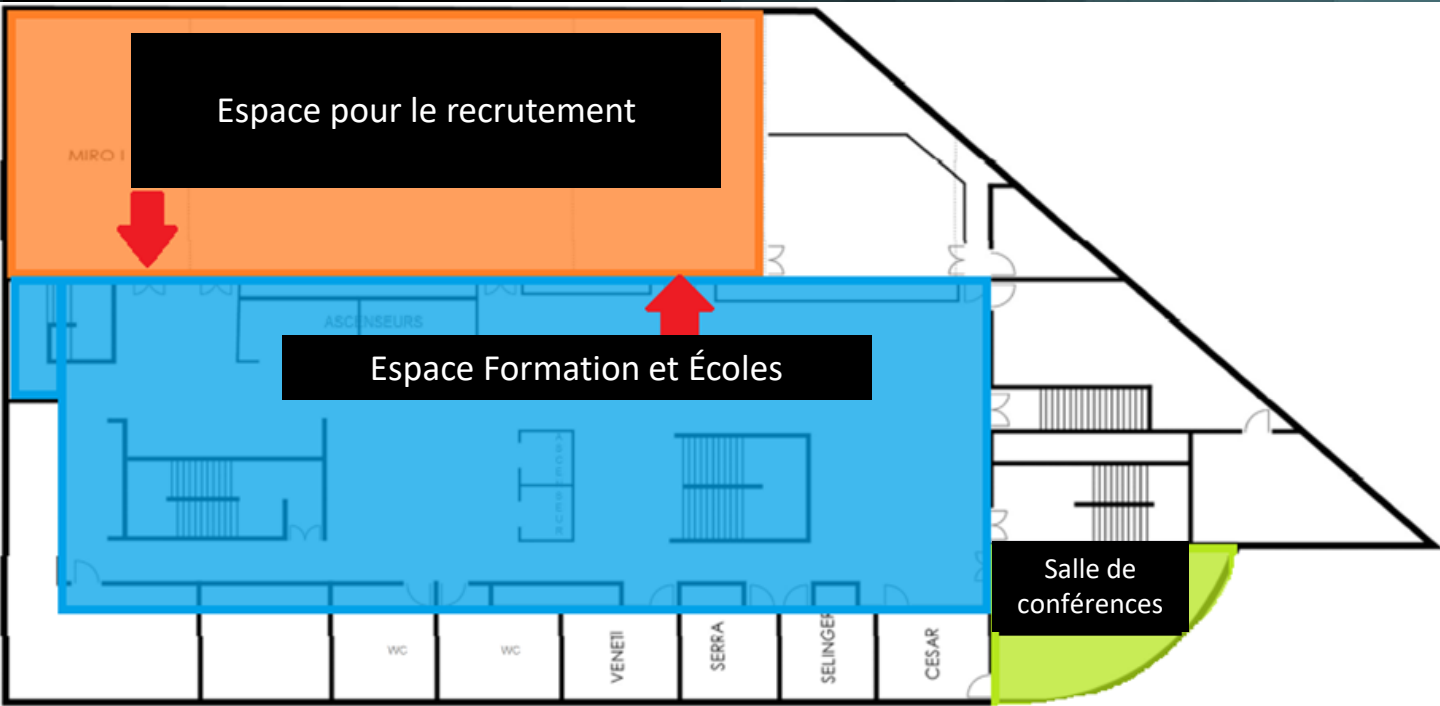 Espace pour le recrutement
MIRO I
ASCENSEURS
Espace Formation et Écoles
ASCENSEUR
Salle de
conférences
WC
WC
VENETI
SERRA
SELINGER
CESAR